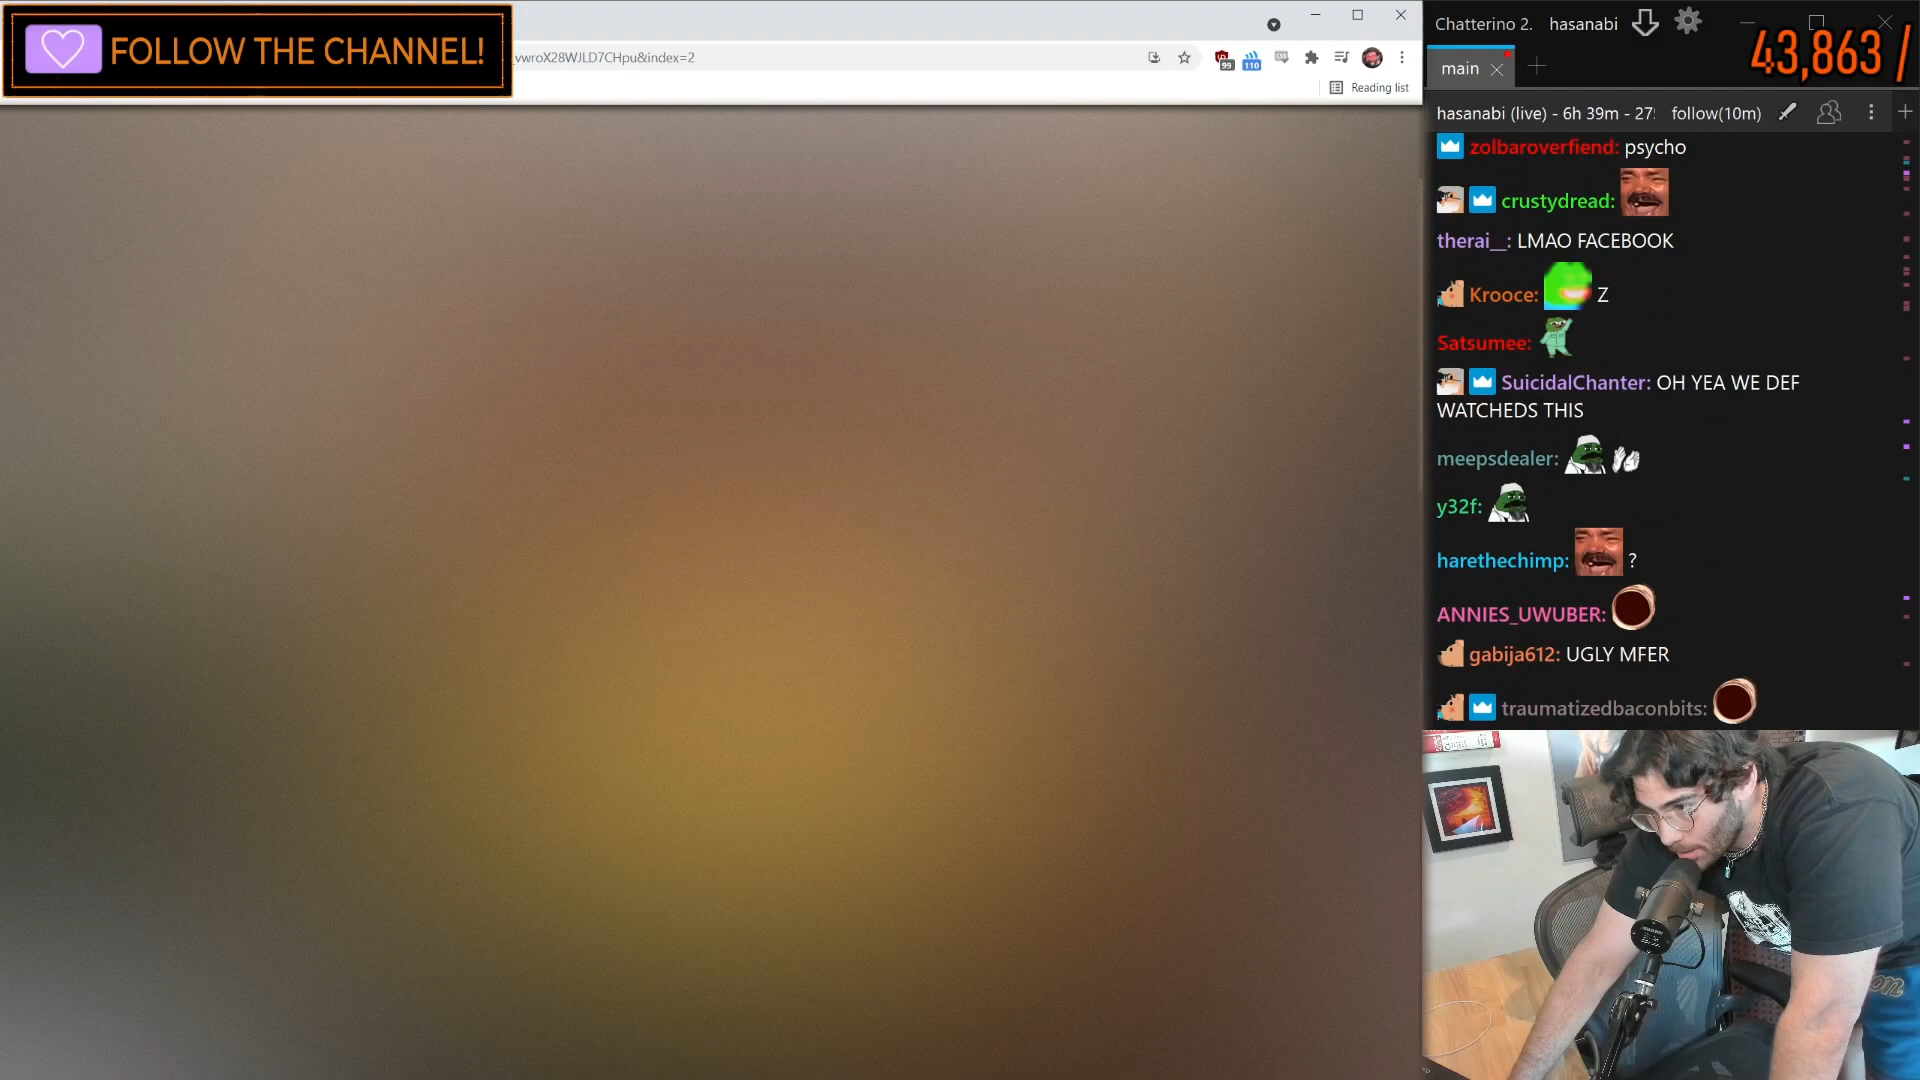 FOLLOW THE CHANNEL!
vwroX28WJLD7CHpu&index=2
99
110
Reading list
Chatterino 2.
hasanabi
43,863 /
main
hasanabi (live) - 6h 39m - 27
follow(10m)
zolbaroverfiend: psycho
crustydread:
therai__: LMAO FACEBOOK
Krooce: Z
Satsumee:
SuicidalChanter: OH YEA WE DEF
WATCHEDS THIS
meepsdealer:
y32f:
harethechimp: ?
ANNIES_UWUBER:
gabija612: UGLY MFER
traumatizedbaconbits: